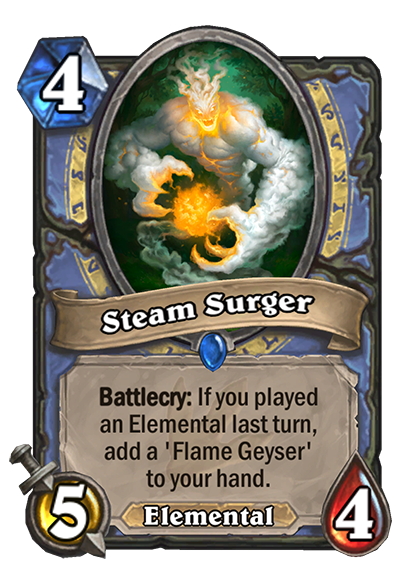 4
Steam Surger
Battlecry: If you played
an Elemental last turn,
add a 'Flame Geyser'
to your hand.
5
Elemental
4